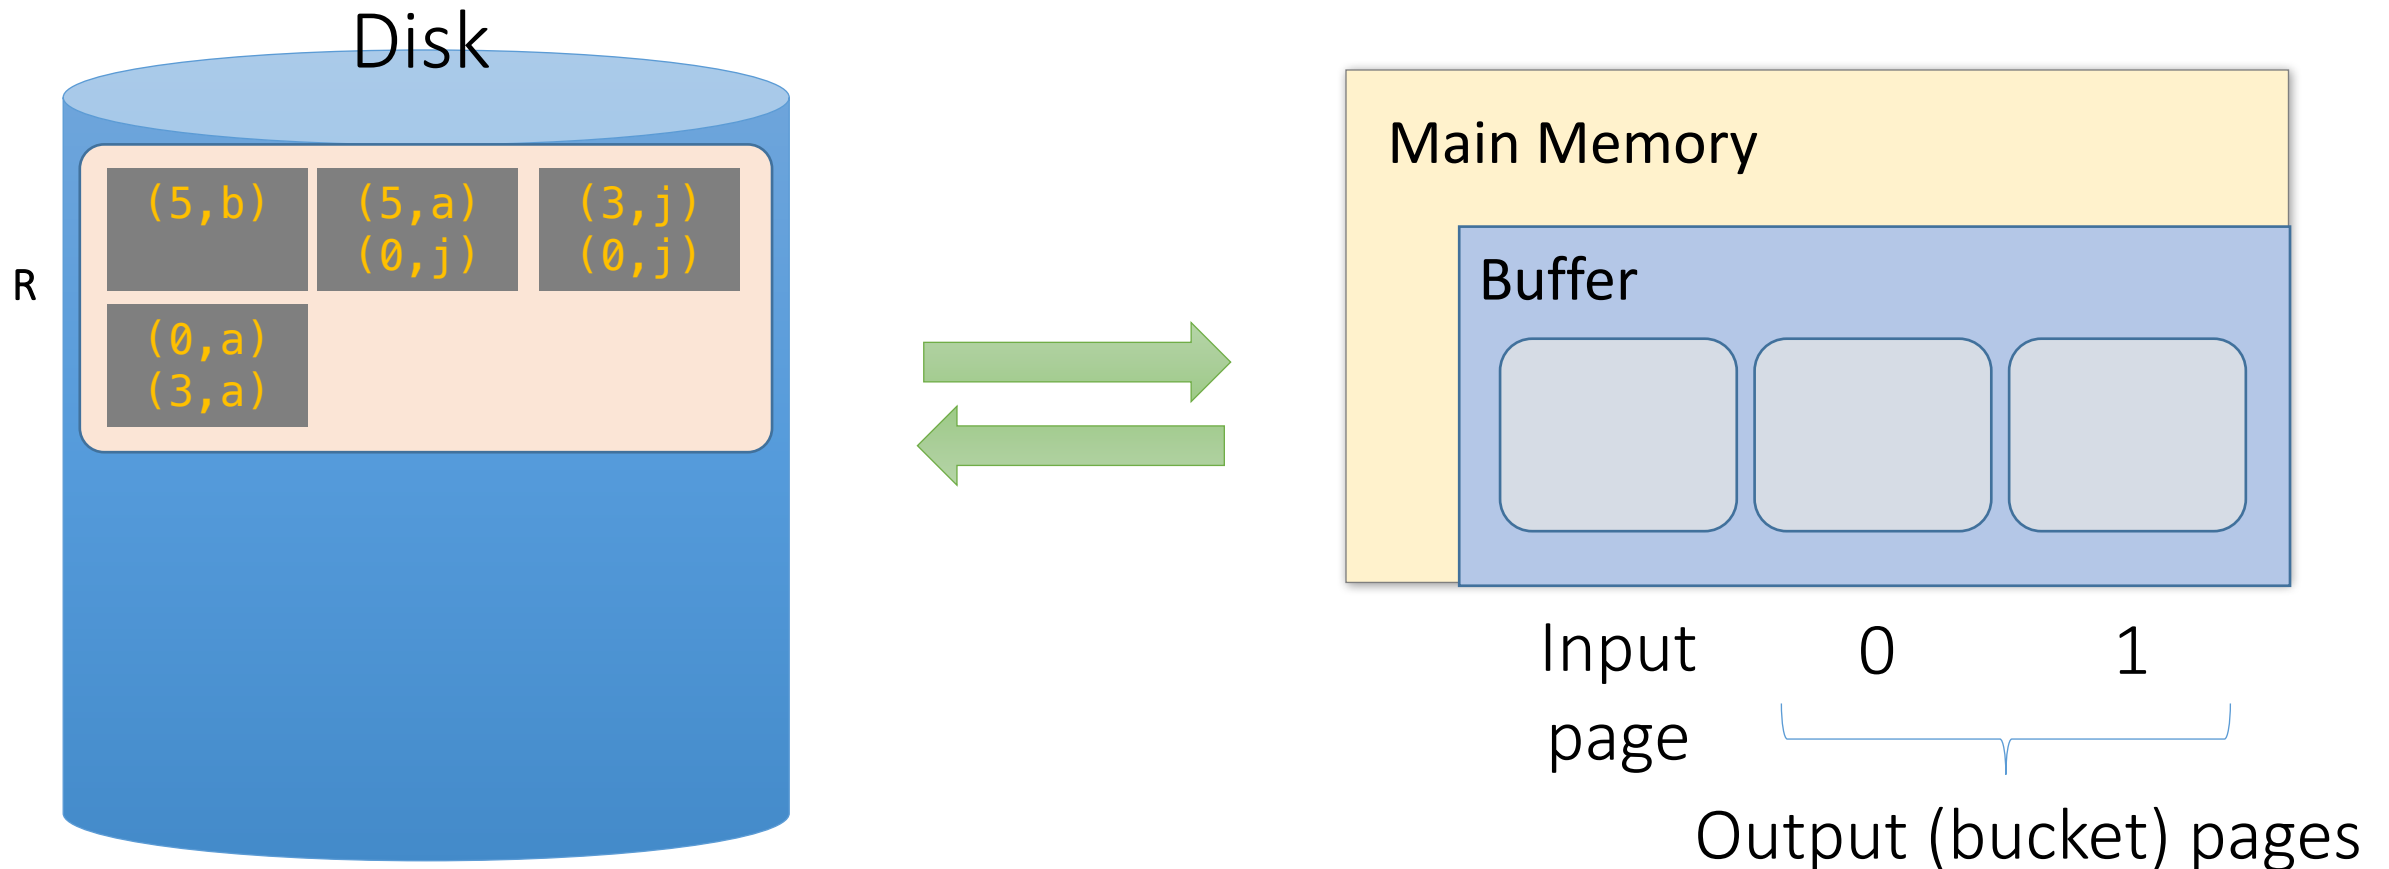 Disk
R
(5,b)
(5,a)
(0,j)
(3,j)
(0,j)
(0,a)
(3,a)
Main Memory
Buffer
Input
page
0
1
Output (bucket) pages